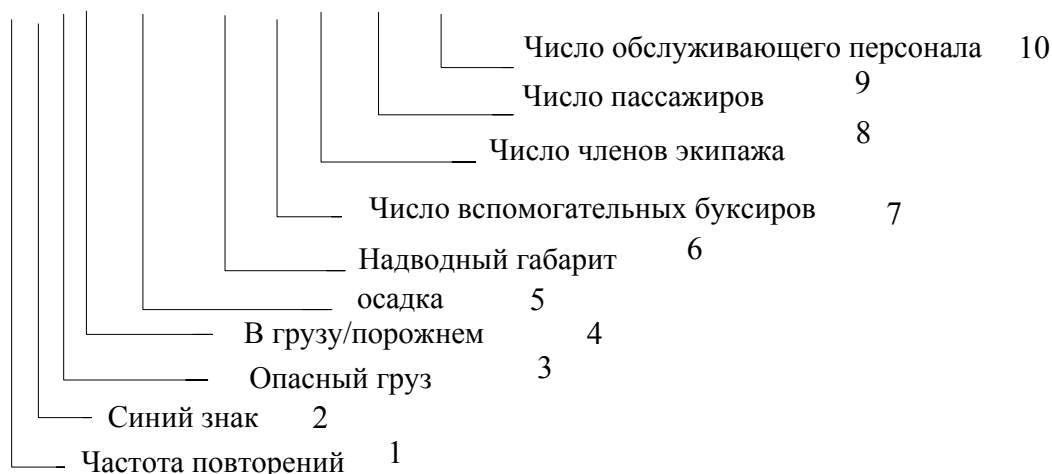 Число обслуживающего персонала 10
Число пассажиров 9
Число членов экипажа 8
Число вспомогательных буксиров 7
Надводный габарит 6
осадка 5
В грузу/порожнем 4
Опасный груз 3
Синий знак 2
Частота повторений 1